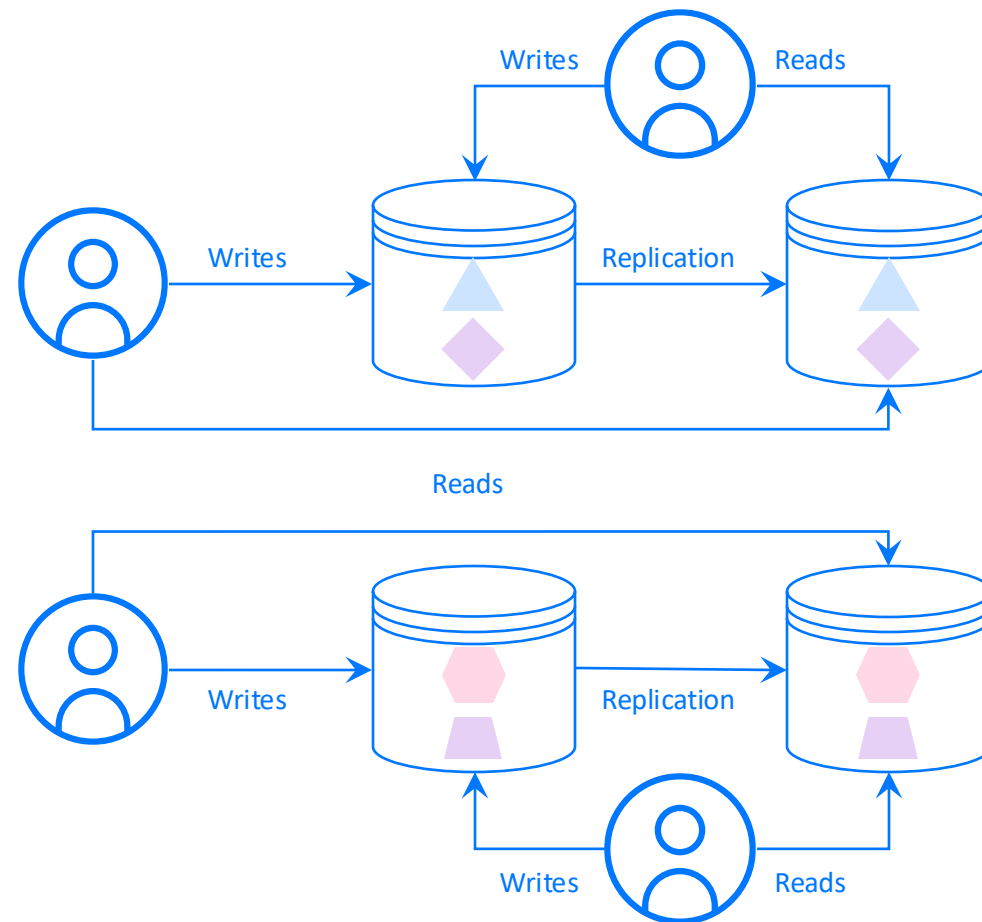 Writes
Reads
Writes
Replication
Reads
Writes
Replication
Writes
Reads